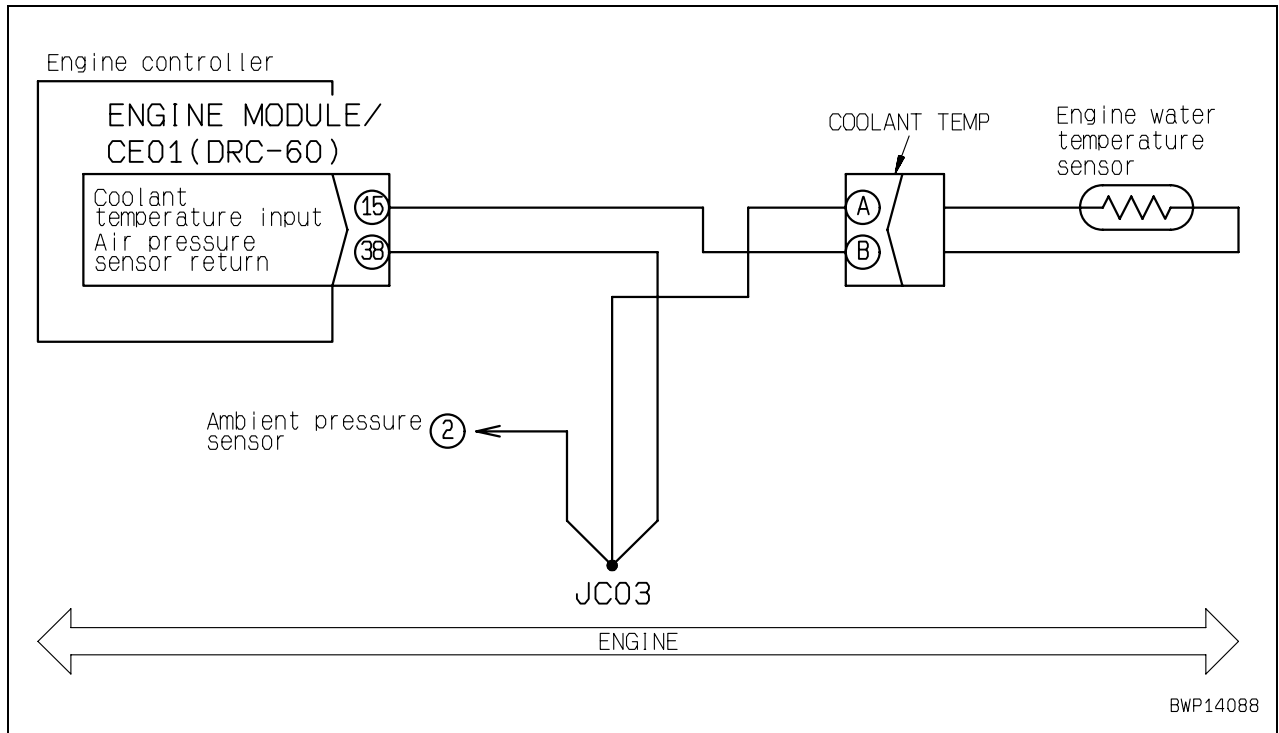 Engine controller
ENGINE MODULE/
CE01(DRC-60)
Coolant
temperature input
Air pressure
sensor return
15
38
COOLANT TEMP
A
B
Engine water
temperature
sensor
Ambient pressure
sensor
2
JC03
ENGINE
BWP14088